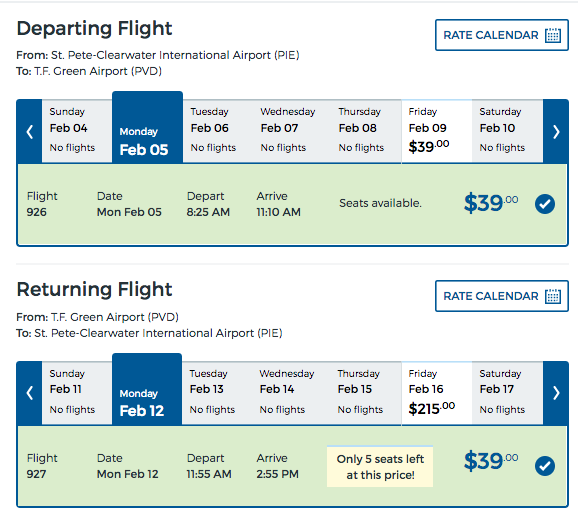 Departing Flight
RATE CALENDAR
From: St. Pete-Clearwater International Airport (PIE)
To: T.F. Green Airport (PVD)
Sunday Monday Tuesday Wednesday Thursday Friday Saturday
Feb 04 Feb 05 Feb 06 Feb 07 Feb 08 Feb 09 Feb 10
No flights No flights No flights No flights $39.00 No flights
Flight Date Depart Arrive
926 Mon Feb 05 8:25 AM 11:10 AM Seats available. $39.00
Returning Flight
RATE CALENDAR
From: T.F. Green Airport (PVD)
To: St. Pete-Clearwater International Airport (PIE)
Sunday Monday Tuesday Wednesday Thursday Friday Saturday
Feb 11 Feb 12 Feb 13 Feb 14 Feb 15 Feb 16 Feb 17
No flights No flights No flights No flights $215.00 No flights
Flight Date Depart Arrive
927 Mon Feb 12 11:55 AM 2:55 PM
Only 5 seats left
at this price!
$39.00